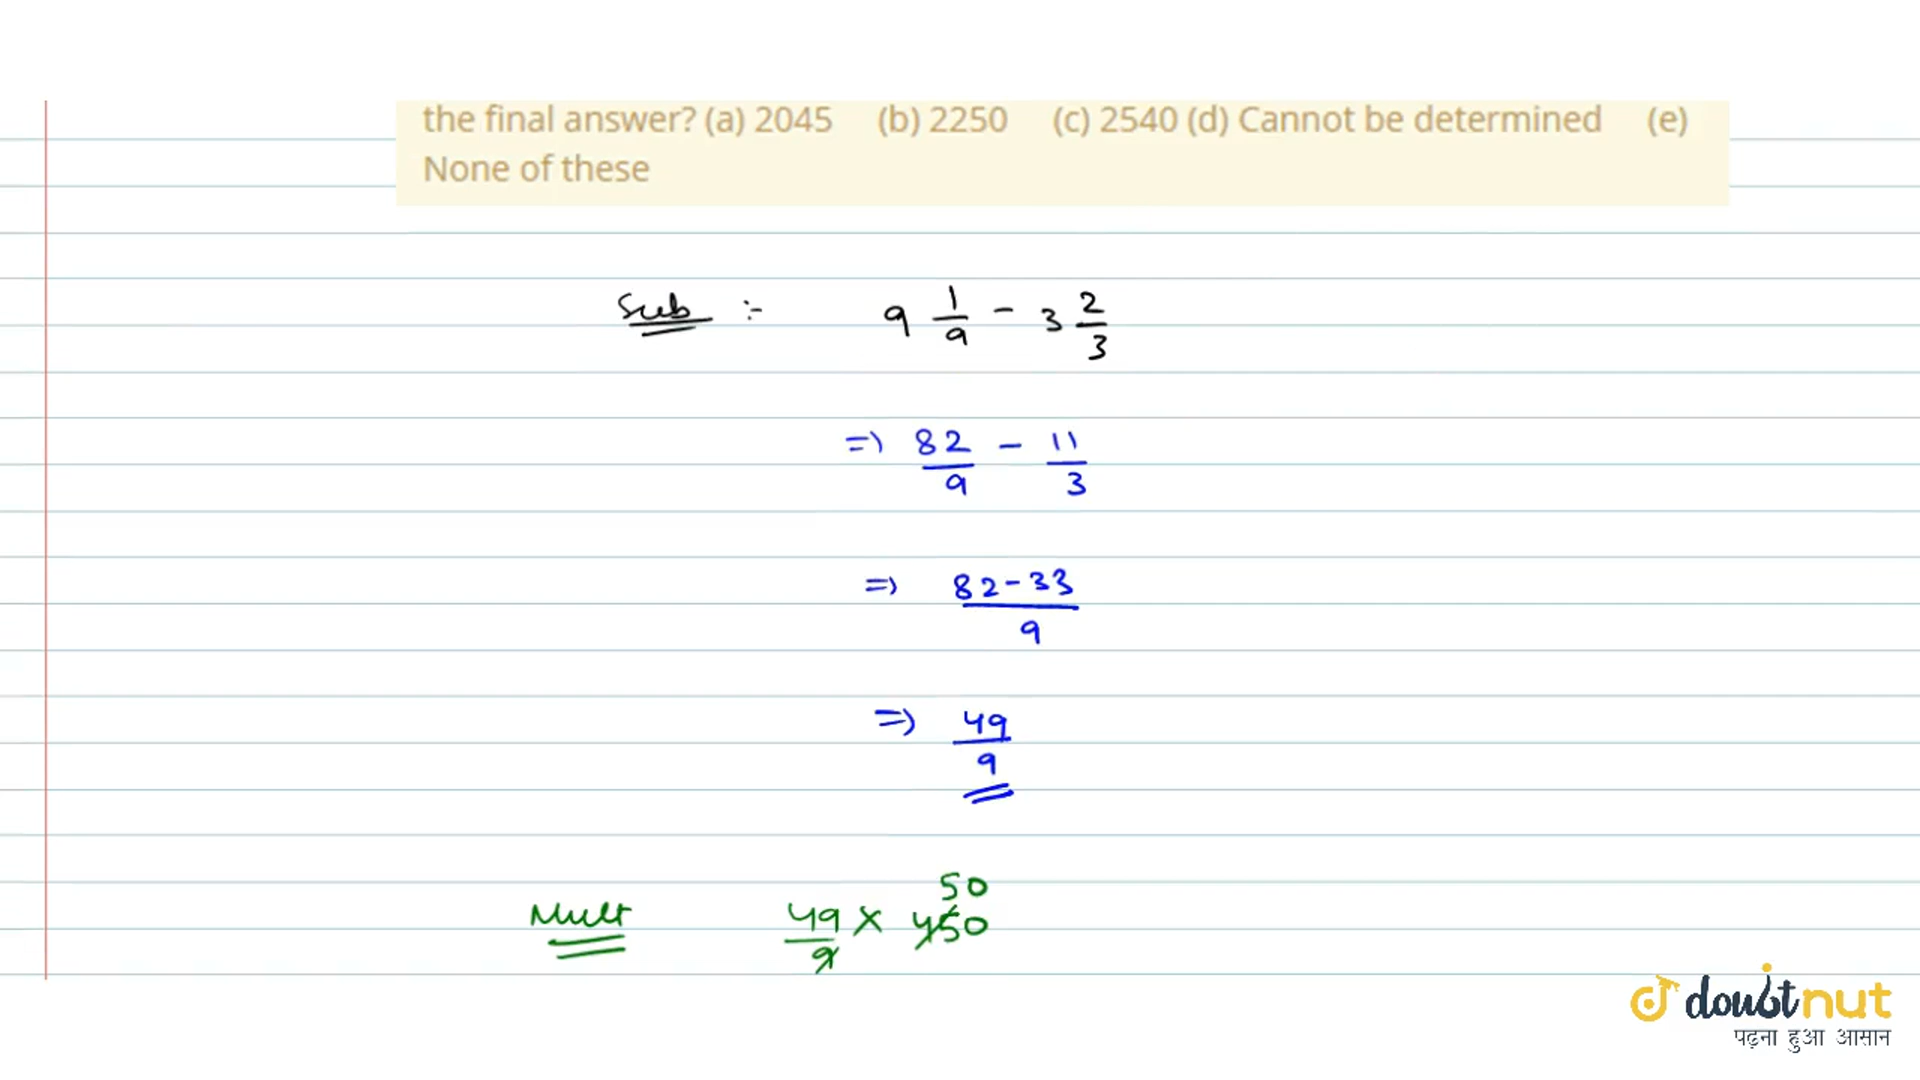 the final answer? (a) 2045 (b) 2250 (c) 2540 (d) Cannot be determined (e)
None of these
Sub :- 9 1/9 - 3 2/3
=> 82/9 - 11/3
=> 82-33/9
=> 49/9
50
Mult 49/9 x 450
doubtnut
पढ़ना हुआ आसान